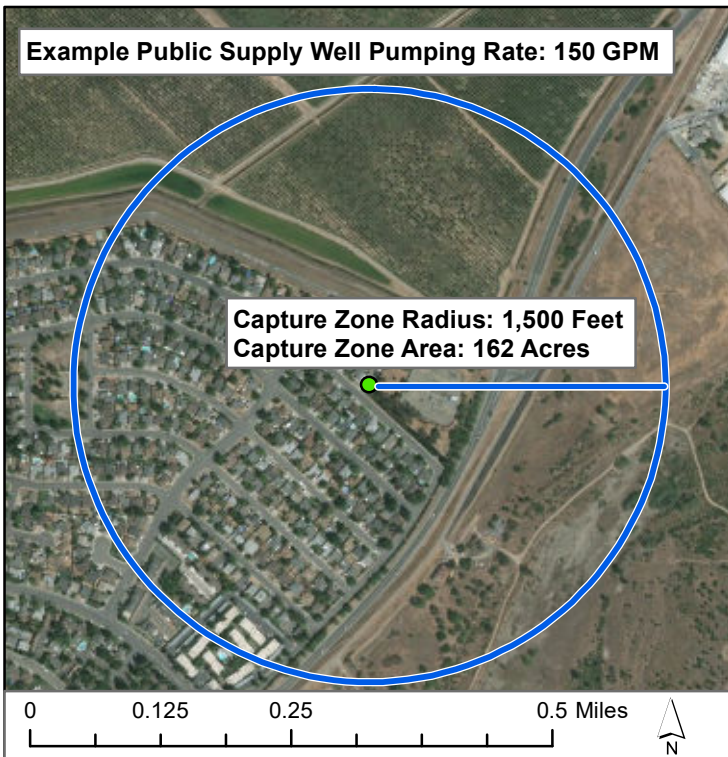 Example Public Supply Well Pumping Rate: 150 GPM
Capture Zone Radius: 1,500 Feet
Capture Zone Area: 162 Acres
0 0.125 0.25 0.5 Miles
N